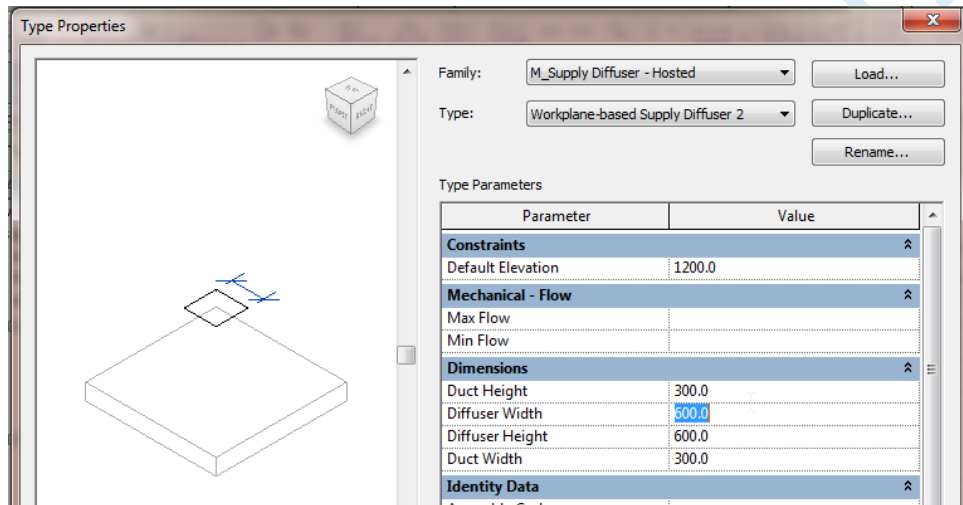 Type Properties
Family: M_Supply Diffuser - Hosted Load...
Type: Workplane-based Supply Diffuser 2 Duplicate...
Rename...
Type Parameters
Parameter Value
Constraints
Default Elevation 1200.0
Mechanical - Flow
Max Flow
Min Flow
Dimensions
Duct Height 300.0
Diffuser Width 600.0
Diffuser Height 600.0
Duct Width 300.0
Identity Data